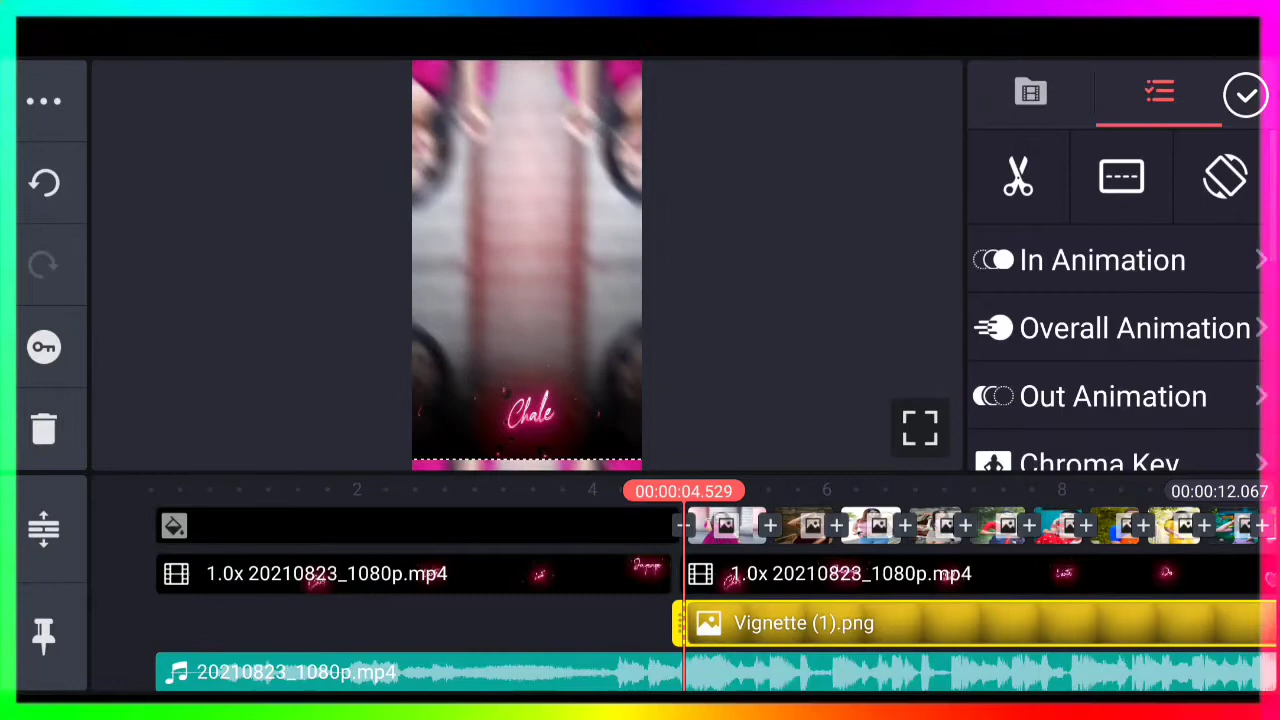 In Animation
Overall Animation
Out Animation
Chroma Key
Chale
2
4
00:00:04.529
6
8
00:00:12.067
1.0x 20210823_1080p.mp4
1.0x 20210823_1080p.mp4
Vignette (1).png
20210823_1080p.mp4